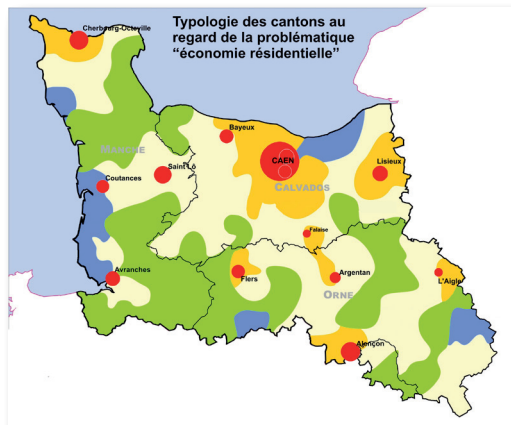 Typologie des cantons au
regard de la problématique
“économie résidentielle”
Cherbourg-Octeville
Bayeux
MANCHE
CAEN
Saint-Lô
Lisieux
Coutances
CALVADOS
Falaise
Avranches
Flers
Argentan
L'Aigle
ORNE
Alençon